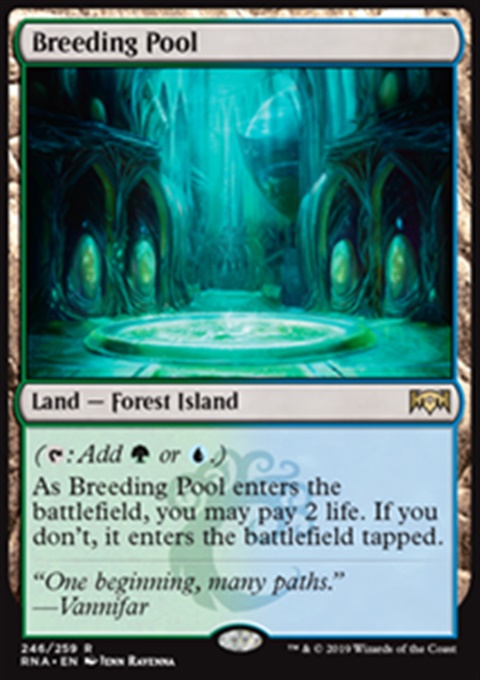 Breeding Pool
Land — Forest Island
(: Add or .)
As Breeding Pool enters the
battlefield, you may pay 2 life. If you
don't, it enters the battlefield tapped.
“One beginning, many paths.”
—Vannifar
246/259 R
RNA • EN Jenn Ravenna
™ & © 2019 Wizards of the Coast